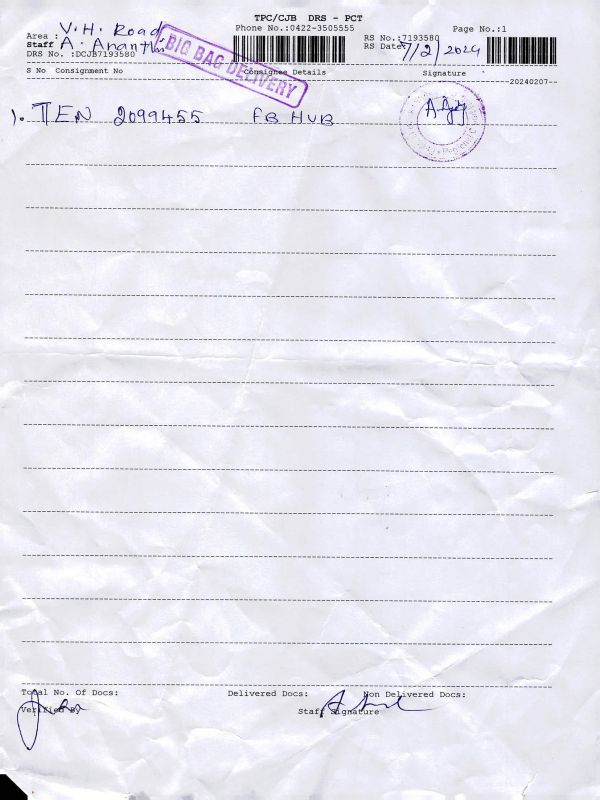 TPC/CJB DRS - PCT
Phone No.:0422-3505555
Page No.:1
Area : V. H. Road
RS No.:7193580
Staff A. Ananthi
RS Date: 7/2/2024
DRS No. :DCJB7193580
BIG BAG DELIVERY
S No Consignment No Consignee Details Signature
--20240207--
1. TEN 2099455 FB HUB
Total No. Of Docs: Delivered Docs: Non Delivered Docs:
Verified By Staff Signature